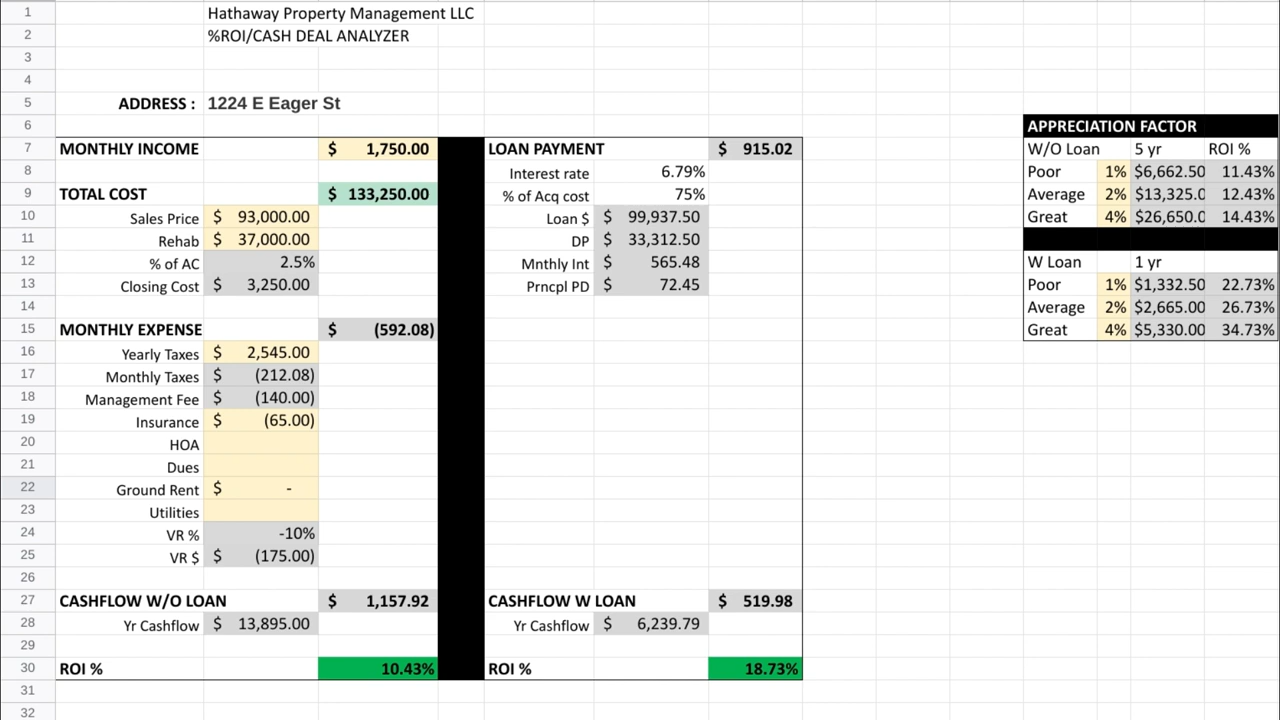 1
2
3
4
5
6
7
8
9
10
11
12
13
14
15
16
17
18
19
20
21
22
23
24
25
26
27
28
29
30
31
32
Hathaway Property Management LLC
%ROI/CASH DEAL ANALYZER
ADDRESS : 1224 E Eager St
MONTHLY INCOME $ 1,750.00
TOTAL COST $ 133,250.00
Sales Price $ 93,000.00
Rehab $ 37,000.00
% of AC 2.5%
Closing Cost $ 3,250.00
MONTHLY EXPENSE $ (592.08)
Yearly Taxes $ 2,545.00
Monthly Taxes $ (212.08)
Management Fee $ (140.00)
Insurance $ (65.00)
HOA
Dues
Ground Rent $ -
Utilities
VR % -10%
VR $ $ (175.00)
CASHFLOW W/O LOAN $ 1,157.92
Yr Cashflow $ 13,895.00
ROI % 10.43%
LOAN PAYMENT $ 915.02
Interest rate 6.79%
% of Acq cost 75%
Loan $ $ 99,937.50
DP $ 33,312.50
Mnthly Int $ 565.48
Prncpl PD $ 72.45
CASHFLOW W LOAN $ 519.98
Yr Cashflow $ 6,239.79
ROI % 18.73%
APPRECIATION FACTOR
W/O Loan 5 yr ROI %
Poor 1% $6,662.50 11.43%
Average 2% $13,325.0 12.43%
Great 4% $26,650.0 14.43%
W Loan 1 yr
Poor 1% $1,332.50 22.73%
Average 2% $2,665.00 26.73%
Great 4% $5,330.00 34.73%